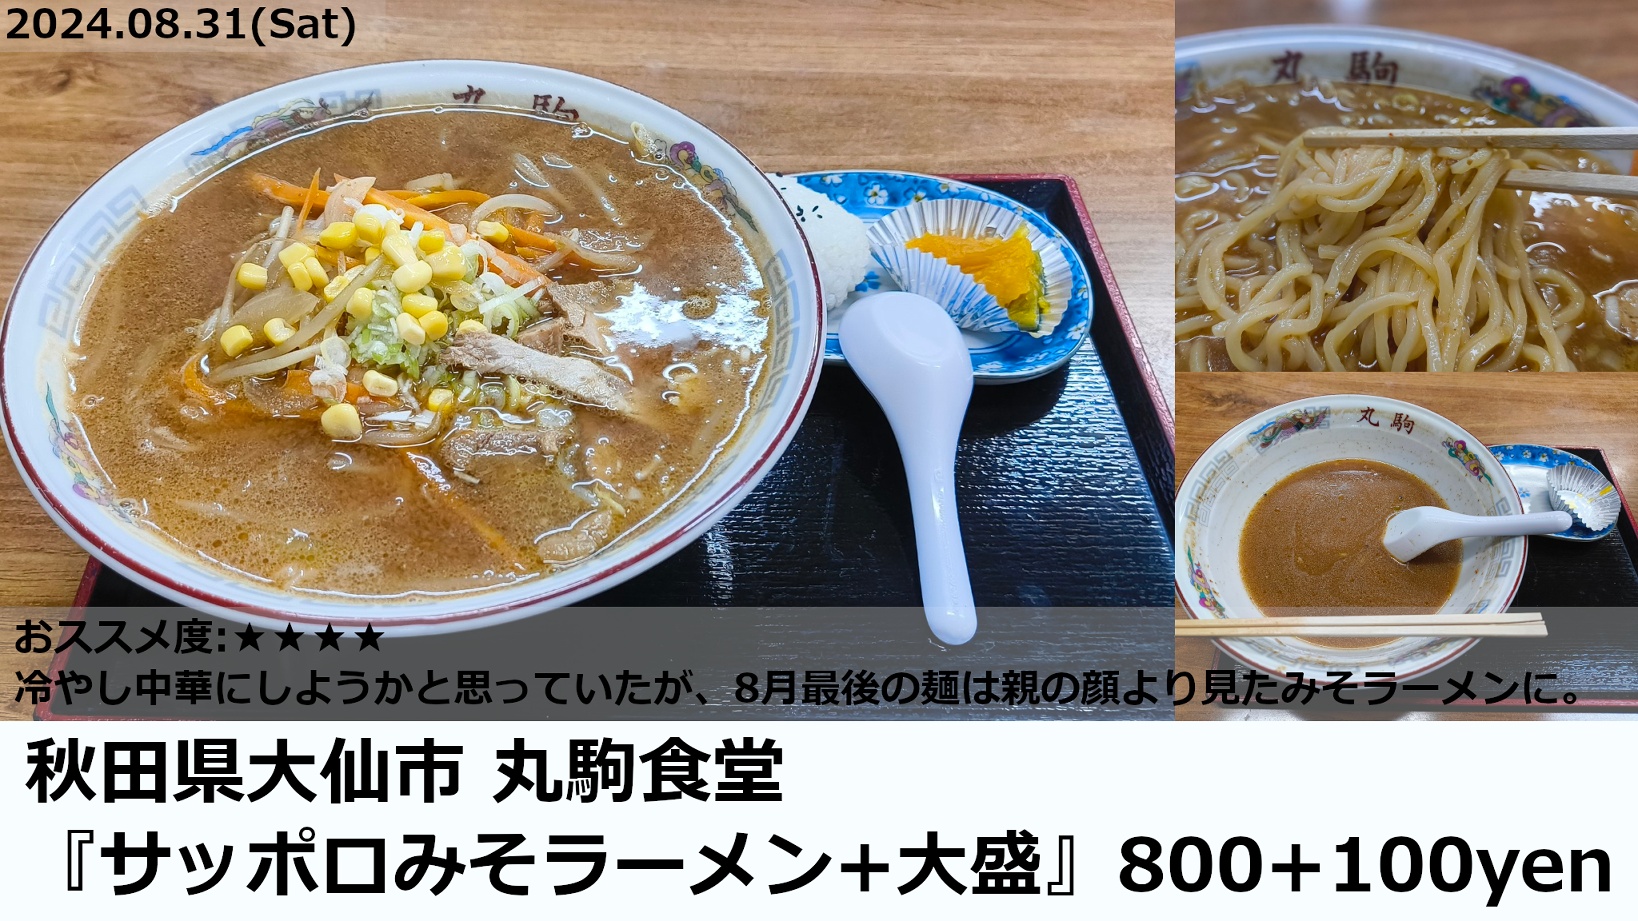 2024.08.31(Sat)
丸駒
丸駒
丸駒
おススメ度:★★★★
冷やし中華にしようかと思っていたが、8月最後の麺は親の顔より見たみそラーメンに。
秋田県大仙市 丸駒食堂
『サッポロみそラーメン+大盛』 800+100yen